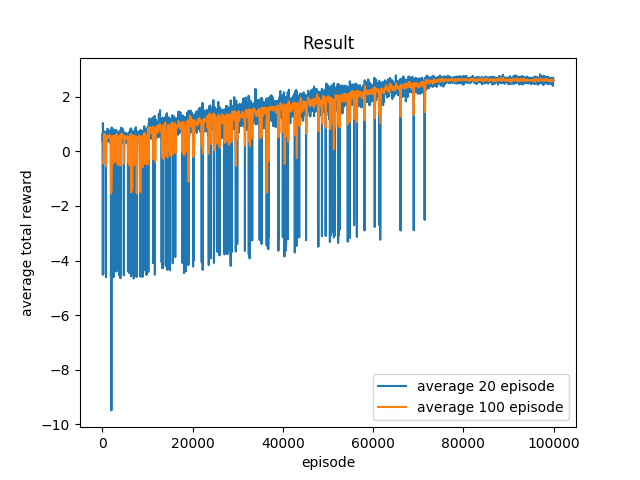 Result
average total reward
2
0
−2
−4
−6
−8
−10
average 20 episode
average 100 episode
0 20000 40000 60000 80000 100000
episode